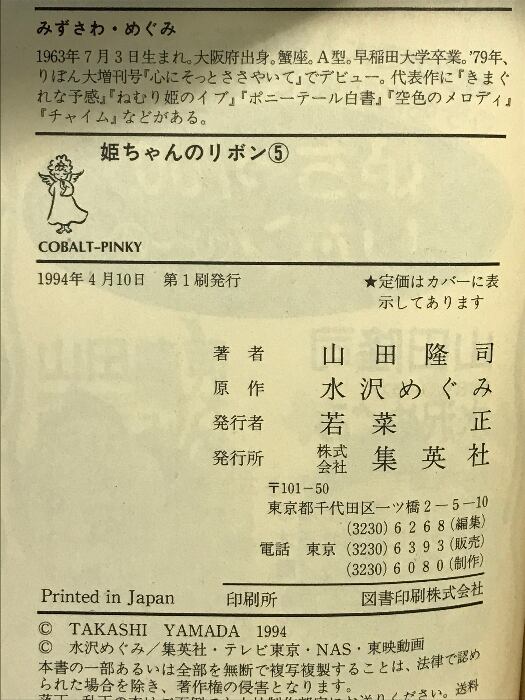 みずさわ・めぐみ
1963年7月3日生まれ。大阪府出身。蟹座。A型。早稲田大学卒業。'79年、
りぼん大増刊号『心にそっとささやいて』でデビュー。代表作に『きまぐ
れな予感』『ねむり姫のイブ』『ポニーテール白書』『空色のメロディ』
『チャイム』などがある。
姫ちゃんのリボン⑤
COBALT-PINKY
1994年4月10日 第1刷発行
★定価はカバーに表
示してあります
著者 山田隆司
原作 水沢めぐみ
発行者 若菜正
発行所 株式会社 集英社
〒101-50
東京都千代田区一ツ橋2-5-10
(3230)6268(編集)
電話 東京(3230)6393(販売)
(3230)6080(制作)
Printed in Japan 印刷所 図書印刷株式会社
© TAKASHI YAMADA 1994
© 水沢めぐみ/集英社・テレビ東京・NAS・東映動画
本書の一部あるいは全部を無断で複写複製することは、法律で認め
られた場合を除き、著作権の侵害となります。
送料